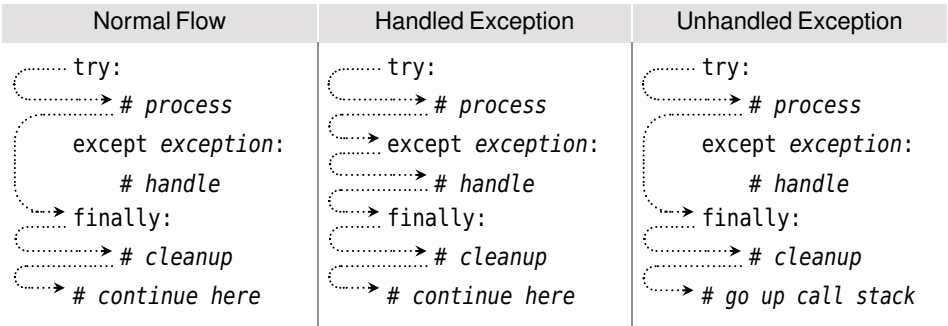 Normal Flow
try:
# process
except exception:
# handle
finally:
# cleanup
# continue here
Handled Exception
try:
# process
except exception:
# handle
finally:
# cleanup
# continue here
Unhandled Exception
try:
# process
except exception:
# handle
finally:
# cleanup
# go up call stack